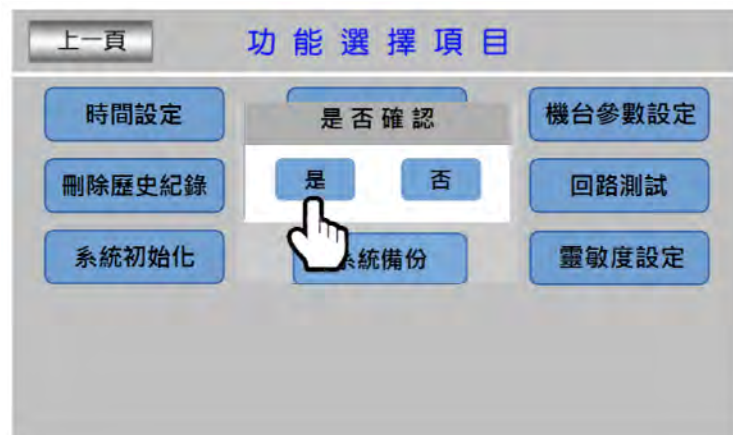 上一頁
功能選擇項目
時間設定
機台參數設定
是否確認
刪除歷史紀錄
是
否
回路測試
系統初始化
系統備份
靈敏度設定